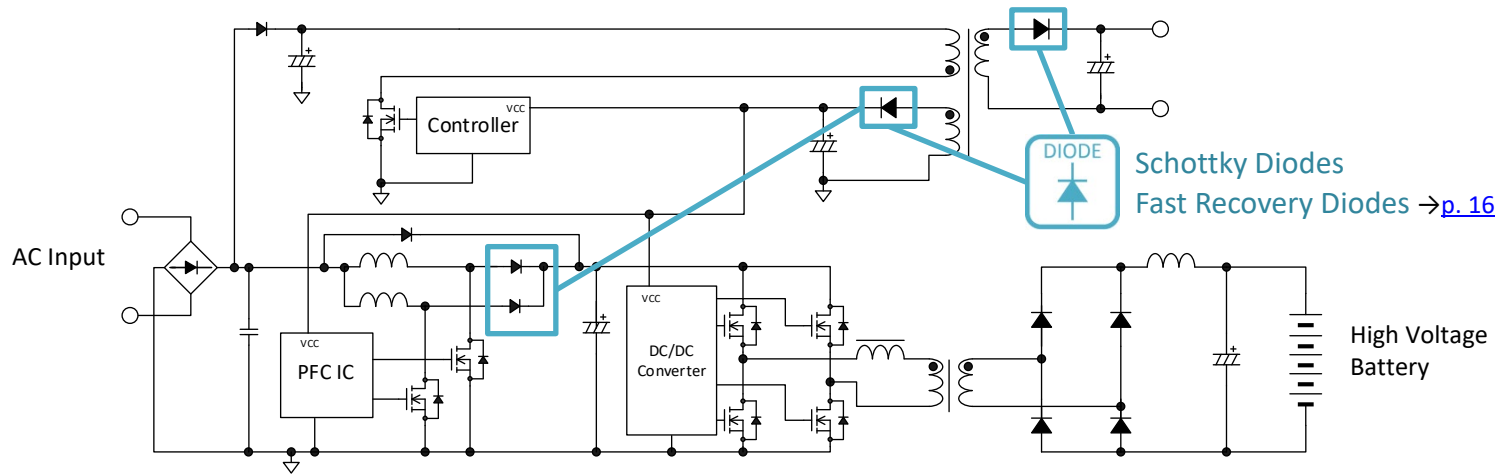 +
+
VCC
Controller
+
DIODE
Schottky Diodes
Fast Recovery Diodes →p. 16
AC Input
VCC
PFC IC
+
VCC
DC/DC
Converter
+
High Voltage
Battery